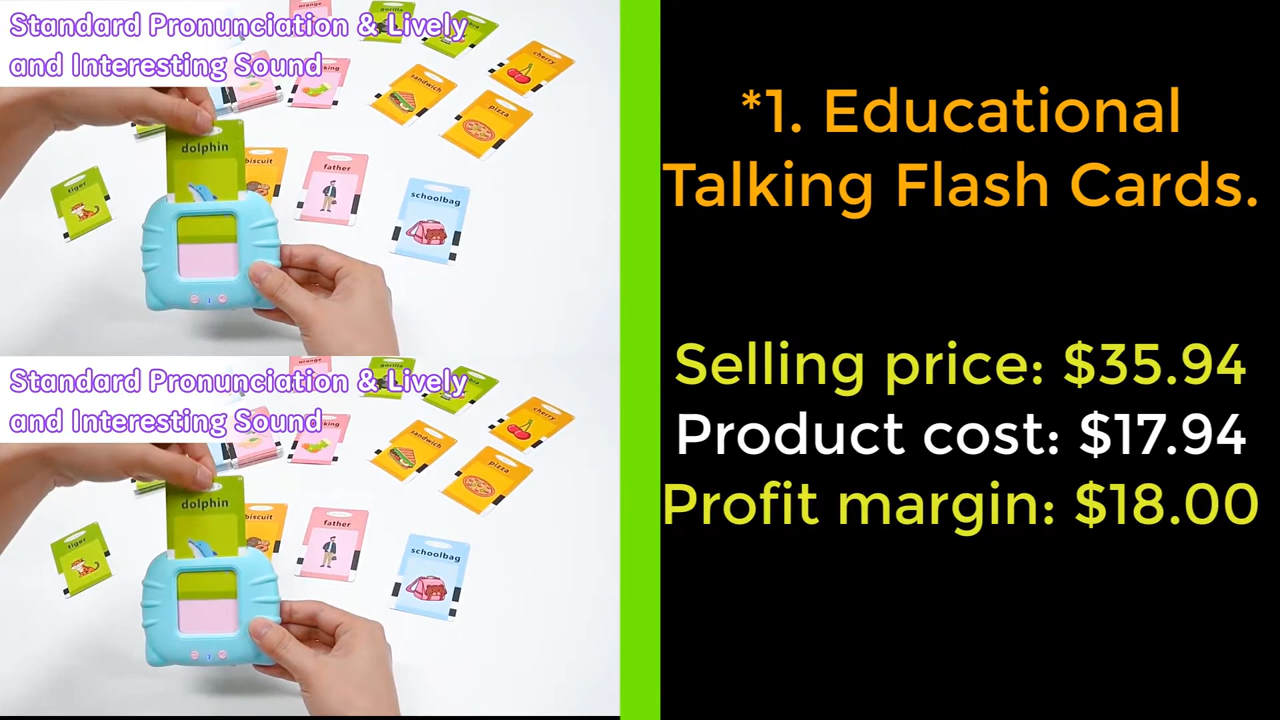 Standard Pronunciation & Lively
and Interesting Sound
orange
gorilla
cherry
sandwich
pizza
dolphin
biscuit
father
tiger
schoolbag
*1. Educational
Talking Flash Cards.
Selling price: $35.94
Product cost: $17.94
Profit margin: $18.00
Standard Pronunciation & Lively
and Interesting Sound
orange
gorilla
cherry
sandwich
pizza
dolphin
biscuit
father
tiger
schoolbag